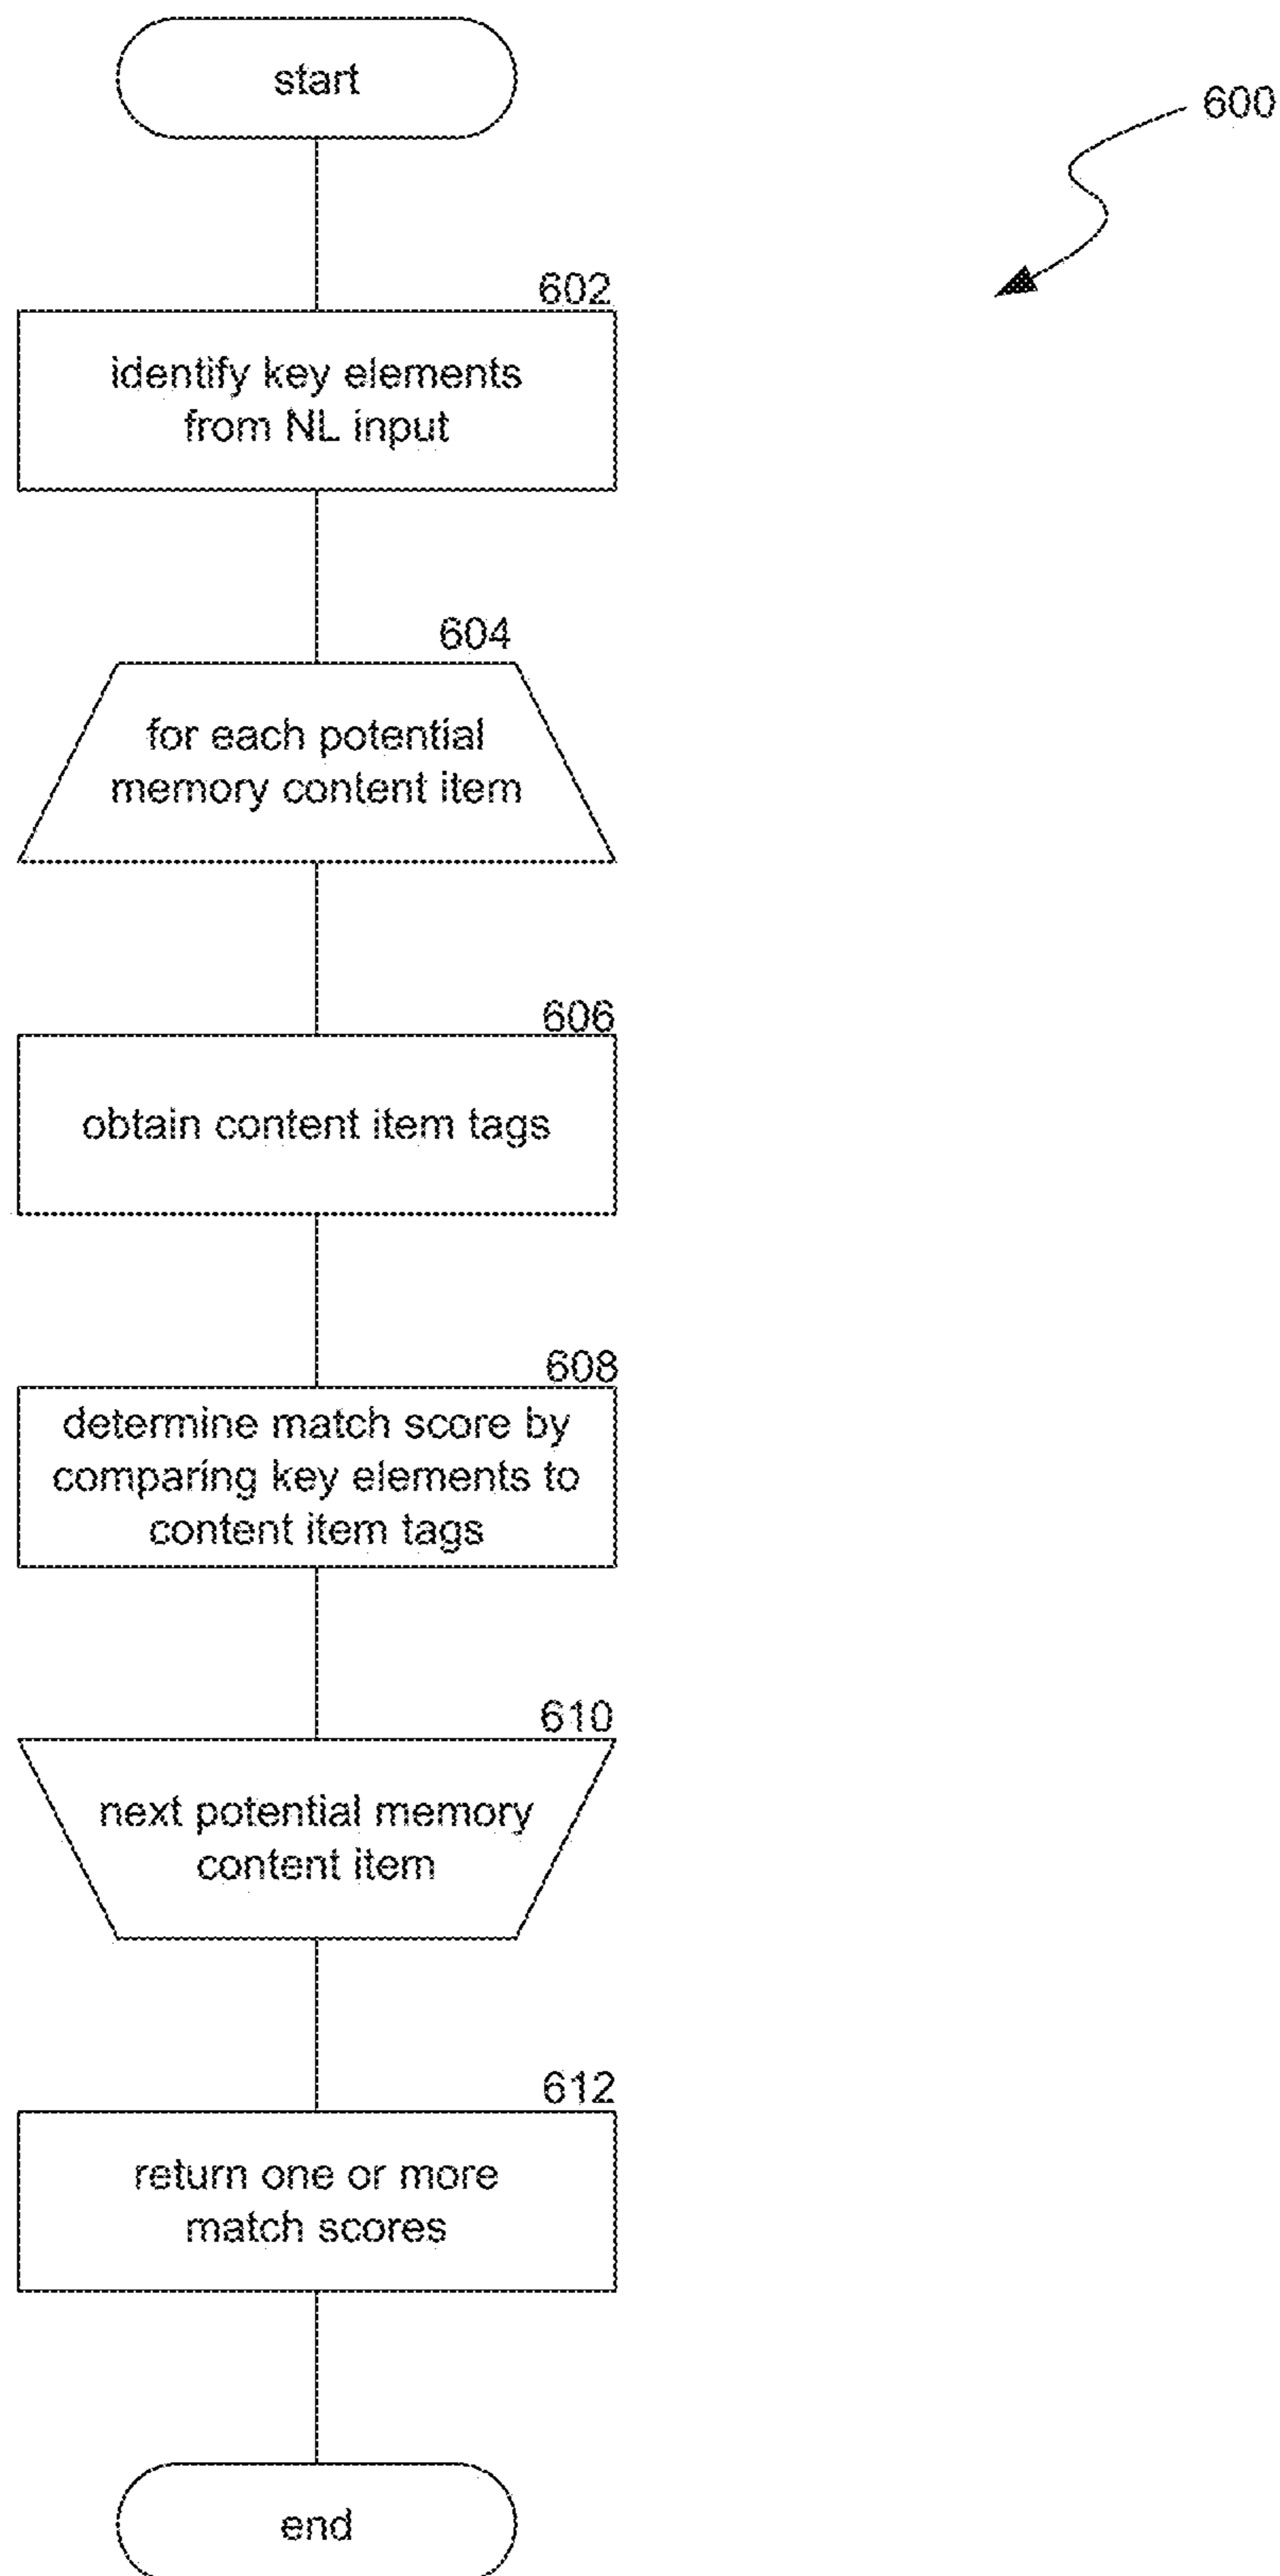 start
600
602
identify key elements
from NL input
604
for each potential
memory content item
606
obtain content item tags
608
determine match score by
comparing key elements to
content item tags
610
next potential memory
content item
612
return one or more
match scores
end